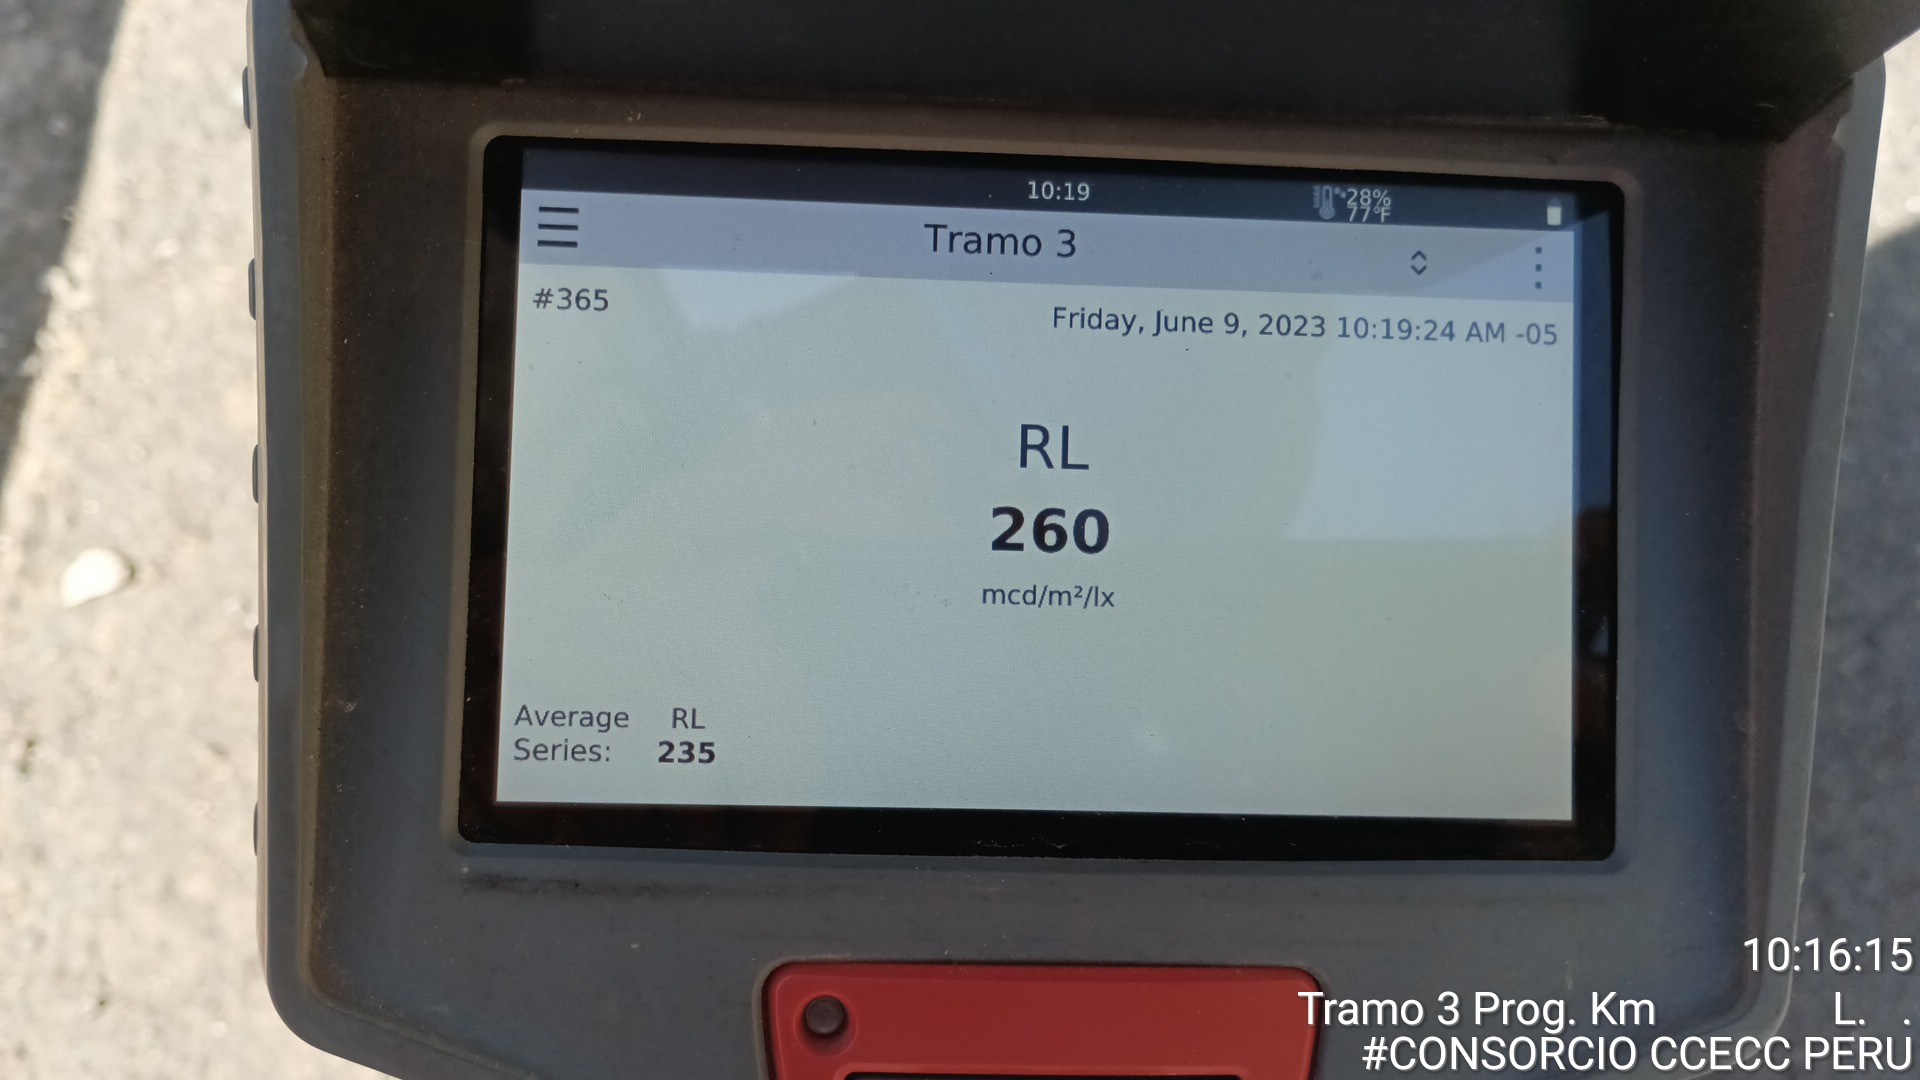 10:19
28%
77°F
Tramo 3
#365
Friday, June 9, 2023 10:19:24 AM -05
RL
260
mcd/m²/lx
Average RL
Series: 235
10:16:15
Tramo 3 Prog. Km L. .
#CONSORCIO CCECC PERU